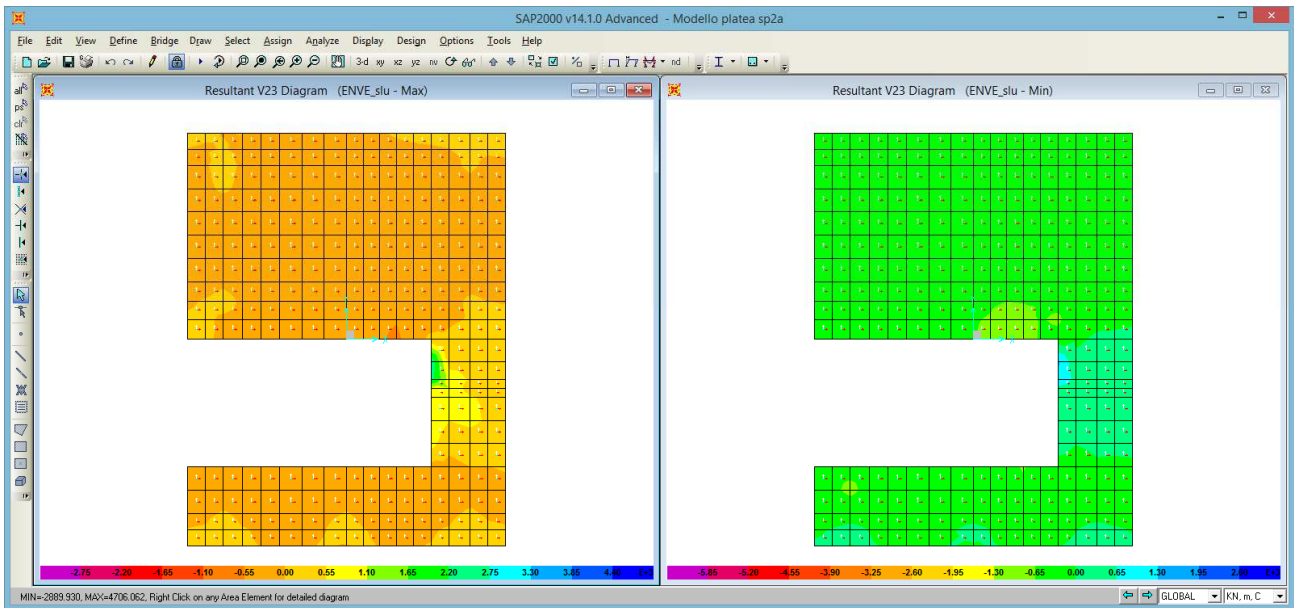 SAP2000 v14.1.0 Advanced - Modello platea sp2a
File Edit View Define Bridge Draw Select Assign Analyze Display Design Options Tools Help
3-d xy xz yz nv nd
Resultant V23 Diagram (ENVE_slu - Max)
Resultant V23 Diagram (ENVE_slu - Min)
all
ps
clr
-2.75 -2.20 -1.65 -1.10 -0.55 0.00 0.55 1.10 1.65 2.20 2.75 3.30 3.85 4.40
-5.85 -5.20 -4.55 -3.90 -3.25 -2.60 -1.95 -1.30 -0.65 0.00 0.65 1.30 1.95
MIN=-2889.930, MAX=4706.062, Right Click on any Area Element for detailed diagram
GLOBAL
KN, m, C